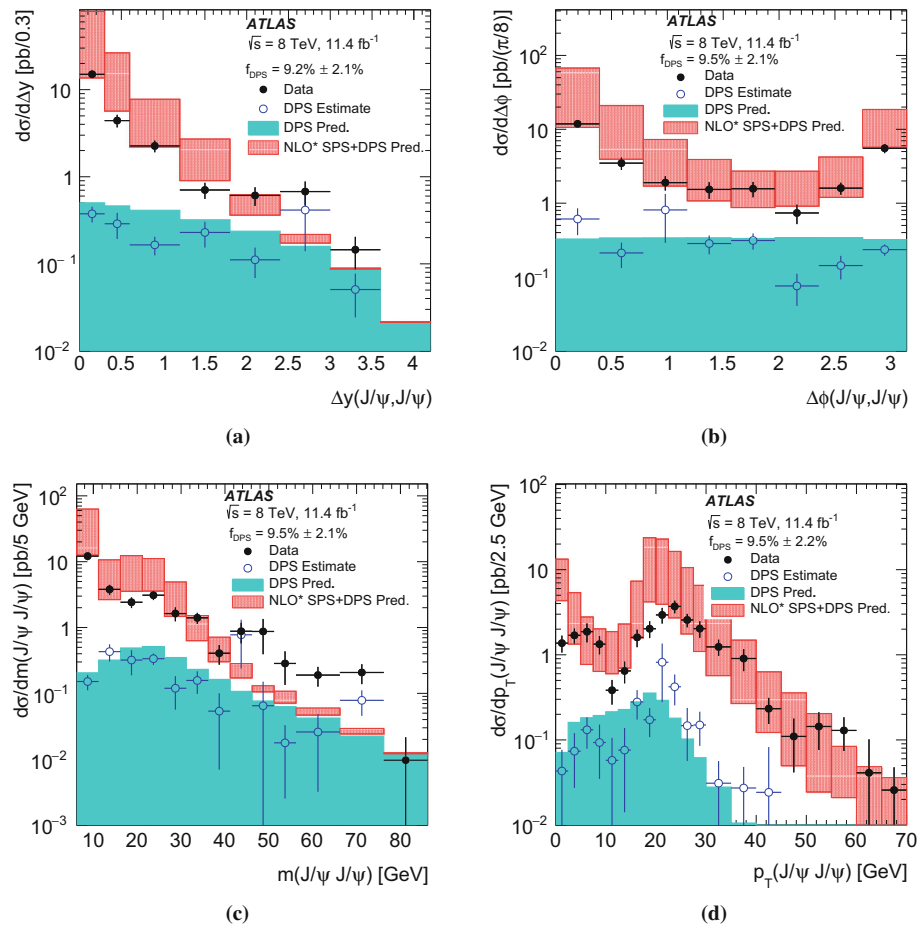 ATLAS
√s = 8 TeV, 11.4 fb⁻¹
f_DPS = 9.2% ± 2.1%
Data
DPS Estimate
DPS Pred.
NLO* SPS+DPS Pred.
dσ/dΔy [pb/0.3]
10
1
10⁻¹
10⁻²
0 0.5 1 1.5 2 2.5 3 3.5 4
Δy(J/ψ,J/ψ)
(a)
ATLAS
√s = 8 TeV, 11.4 fb⁻¹
f_DPS = 9.5% ± 2.1%
Data
DPS Estimate
DPS Pred.
NLO* SPS+DPS Pred.
dσ/dΔϕ [pb/(π/8)]
10²
10
1
10⁻¹
10⁻²
0 0.5 1 1.5 2 2.5 3
Δϕ(J/ψ,J/ψ)
(b)
ATLAS
√s = 8 TeV, 11.4 fb⁻¹
f_DPS = 9.5% ± 2.1%
Data
DPS Estimate
DPS Pred.
NLO* SPS+DPS Pred.
dσ/dm(J/ψ J/ψ) [pb/5 GeV]
10²
10
1
10⁻¹
10⁻²
10⁻³
10 20 30 40 50 60 70 80
m(J/ψ J/ψ) [GeV]
(c)
ATLAS
√s = 8 TeV, 11.4 fb⁻¹
f_DPS = 9.5% ± 2.2%
Data
DPS Estimate
DPS Pred.
NLO* SPS+DPS Pred.
dσ/dp_T(J/ψ J/ψ) [pb/2.5 GeV]
10²
10
1
10⁻¹
10⁻²
0 10 20 30 40 50 60 70
p_T(J/ψ J/ψ) [GeV]
(d)